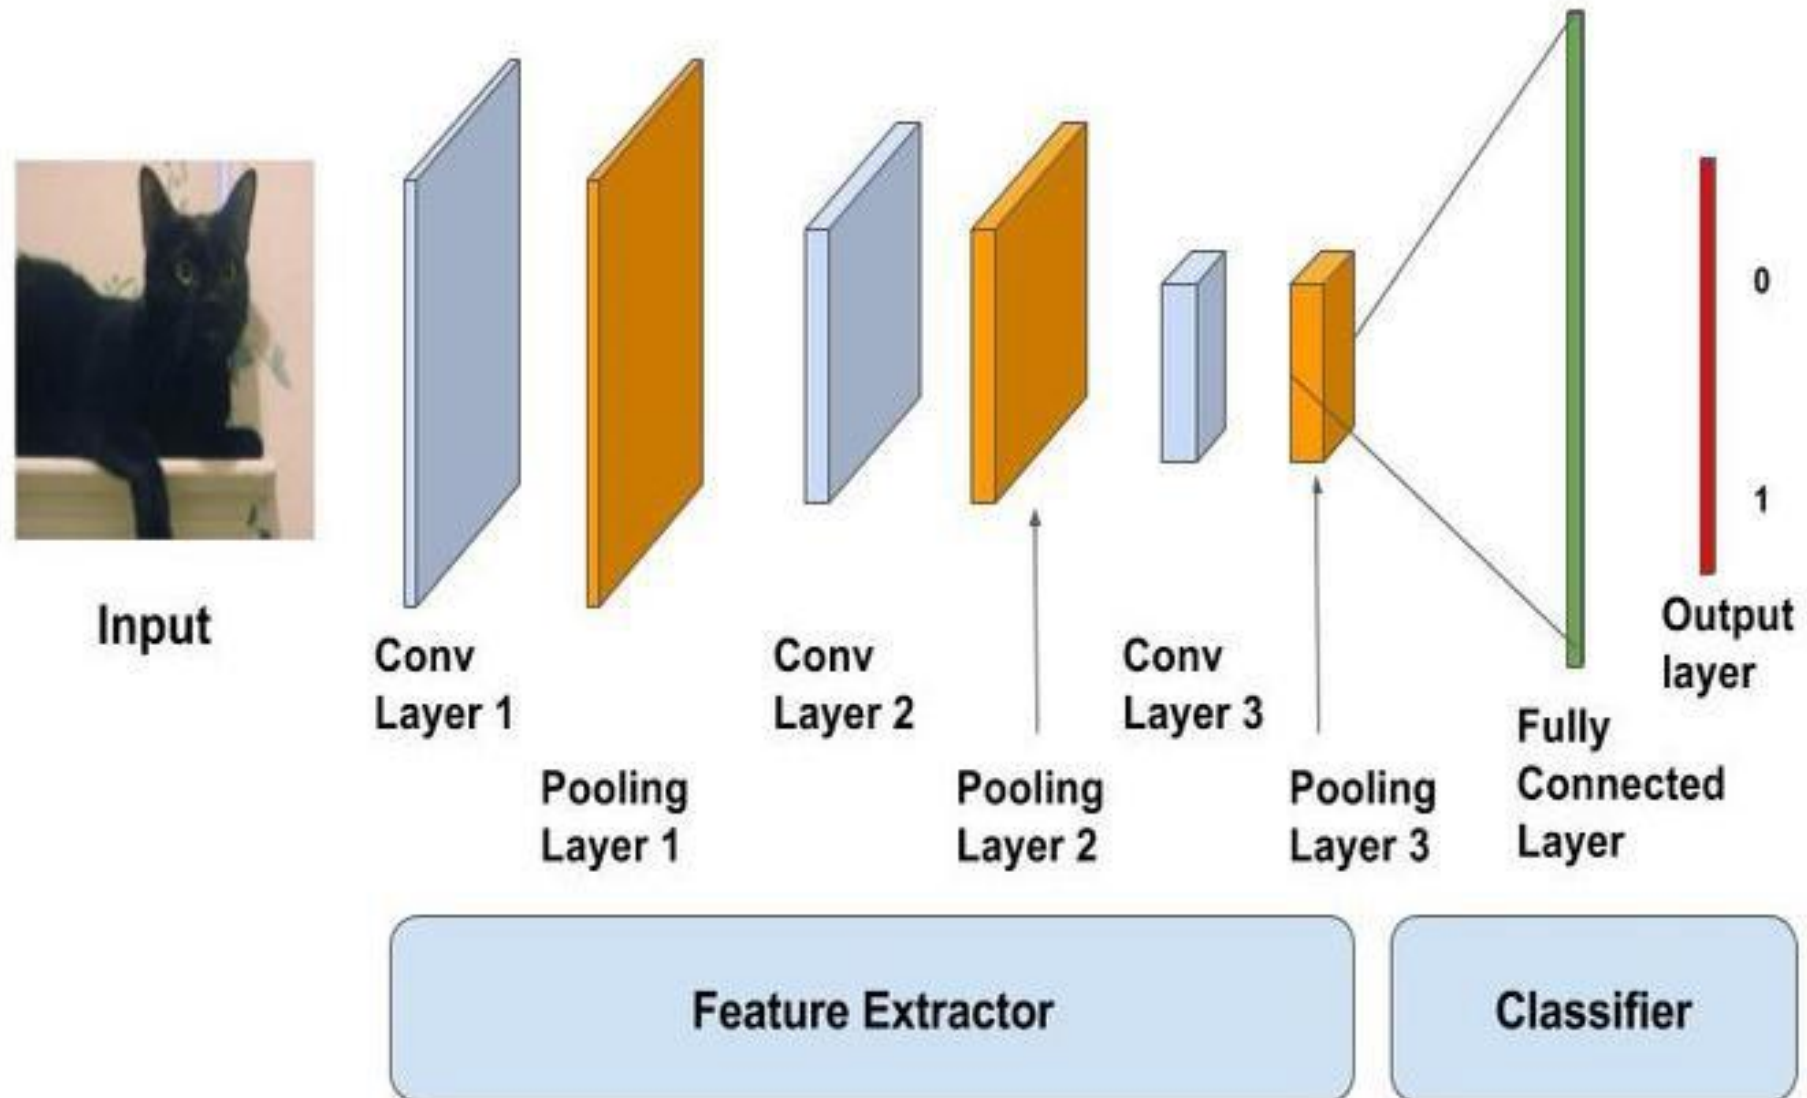 Input
Conv
Layer 1
Pooling
Layer 1
Conv
Layer 2
Pooling
Layer 2
Conv
Layer 3
Pooling
Layer 3
Fully
Connected
Layer
0
1
Output
layer
Feature Extractor
Classifier